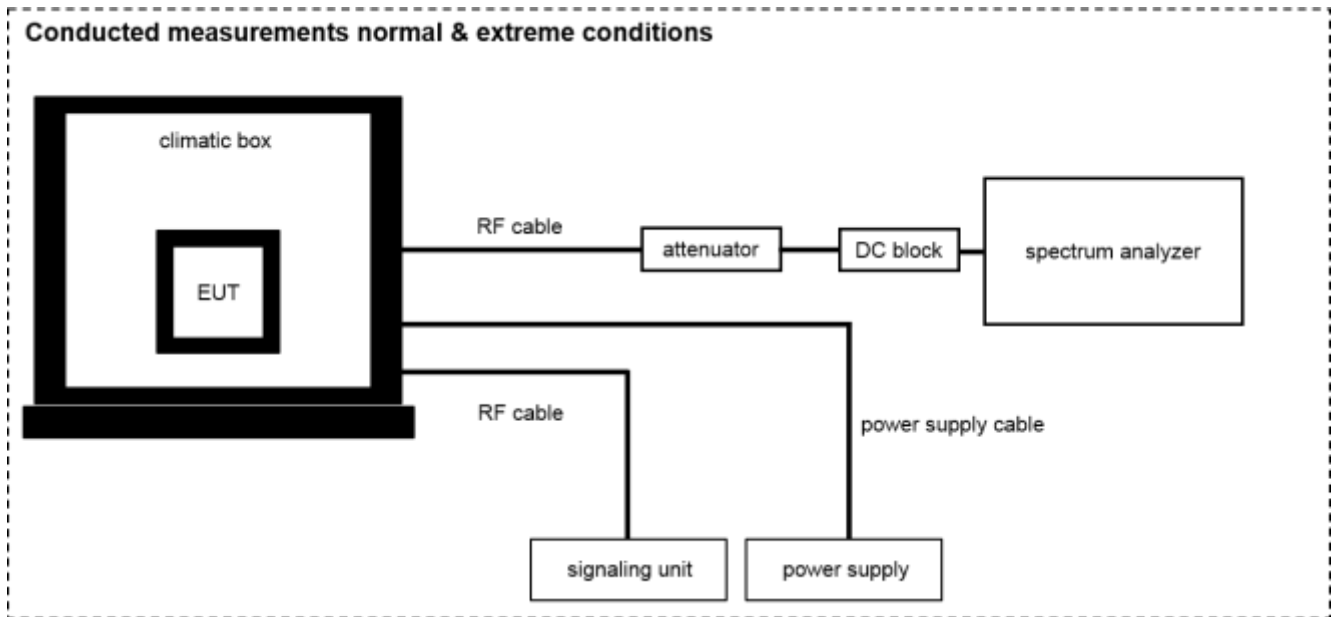 Conducted measurements normal & extreme conditions
climatic box
RF cable
attenuator
DC block
spectrum analyzer
EUT
RF cable
power supply cable
signaling unit
power supply